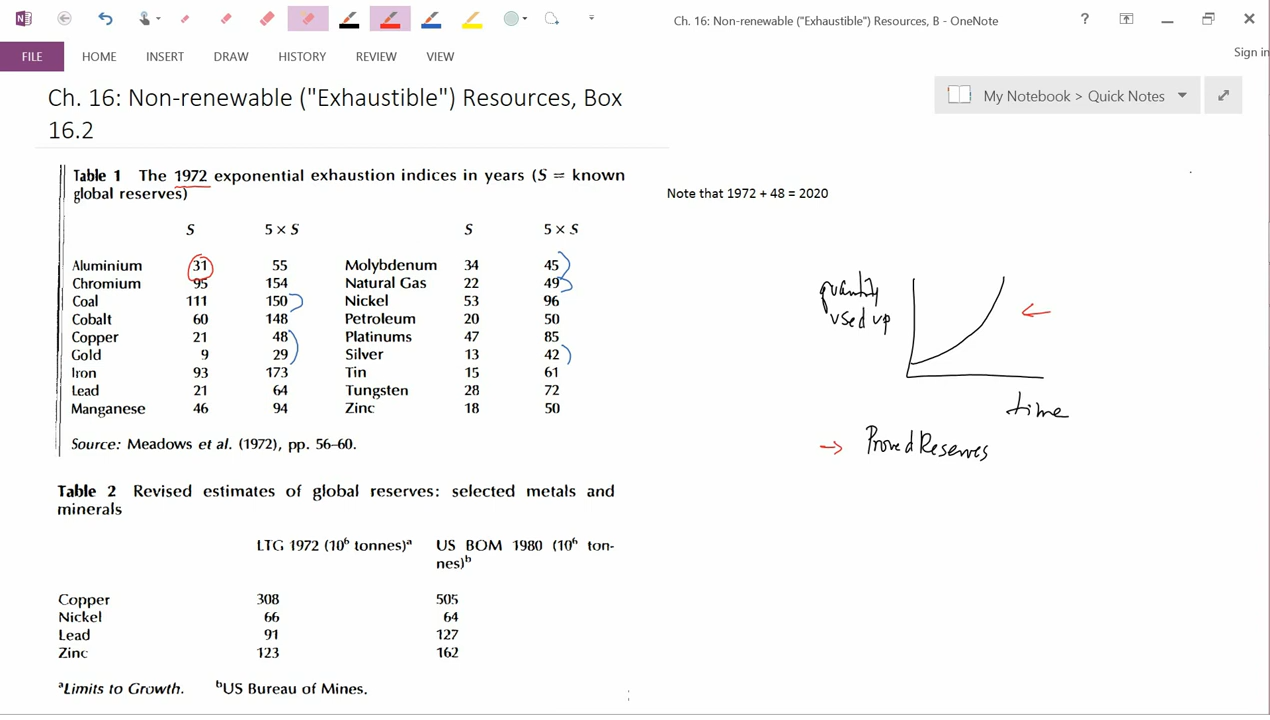 Ch. 16: Non-renewable ("Exhaustible") Resources, B - OneNote
?
Sign in
FILE HOME INSERT DRAW HISTORY REVIEW VIEW
Ch. 16: Non-renewable ("Exhaustible") Resources, Box
16.2
My Notebook > Quick Notes
Table 1 The 1972 exponential exhaustion indices in years (S = known
global reserves)
S 5 × S S 5 × S
Aluminium 31 55 Molybdenum 34 45
Chromium 95 154 Natural Gas 22 49
Coal 111 150 Nickel 53 96
Cobalt 60 148 Petroleum 20 50
Copper 21 48 Platinums 47 85
Gold 9 29 Silver 13 42
Iron 93 173 Tin 15 61
Lead 21 64 Tungsten 28 72
Manganese 46 94 Zinc 18 50
Source: Meadows et al. (1972), pp. 56–60.
Table 2 Revised estimates of global reserves: selected metals and
minerals
LTG 1972 (10⁶ tonnes)ᵃ US BOM 1980 (10⁶ ton-
nes)ᵇ
Copper 308 505
Nickel 66 64
Lead 91 127
Zinc 123 162
ᵃLimits to Growth. ᵇUS Bureau of Mines.
Note that 1972 + 48 = 2020
quantity
used up
time
Proved Reserves